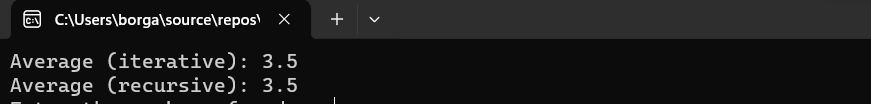 C:\Users\borga\source\repos\
Average (iterative): 3.5
Average (recursive): 3.5